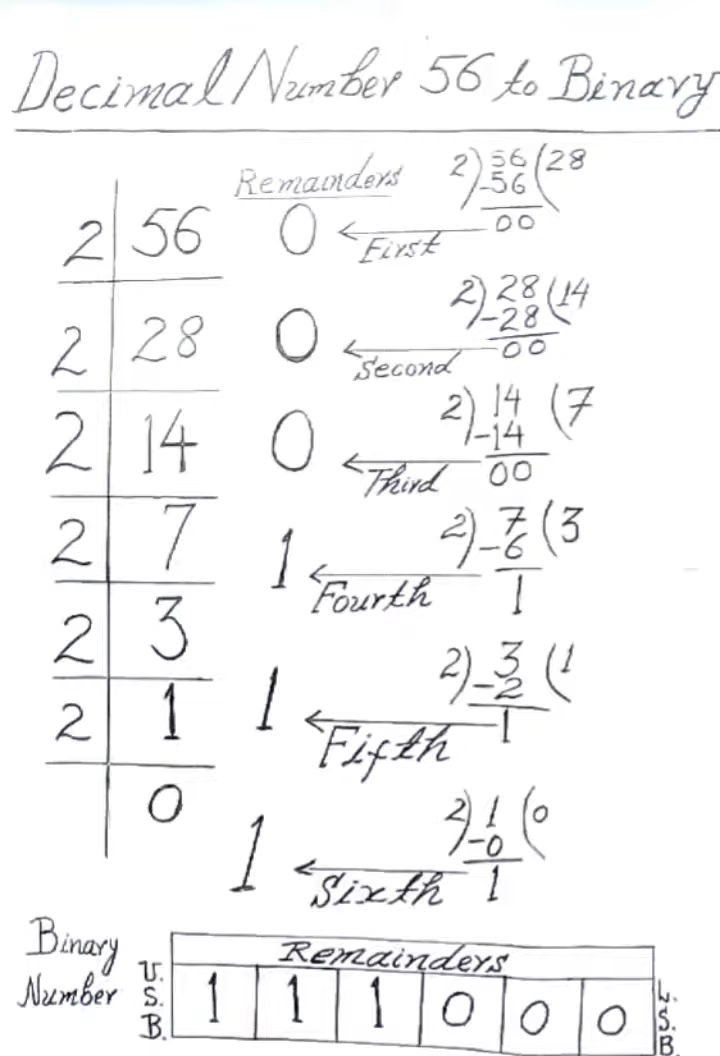 Decimal Number 56 to Binary
Remainders
2) 56 (28
-56
00
2 56 0 First
2) 28 (14
-28
00
2 28 0 Second
2) 14 (7
-14
00
2 14 0 Third
2) 7 (3
-6
1
2 7 1 Fourth
2) 3 (1
-2
1
2 3
2 1 1 Fifth
0
2) 1 (0
-0
1
1 Sixth
Binary Number
Remainders
U.S.B. 1 1 1 0 0 0 L.S.B.